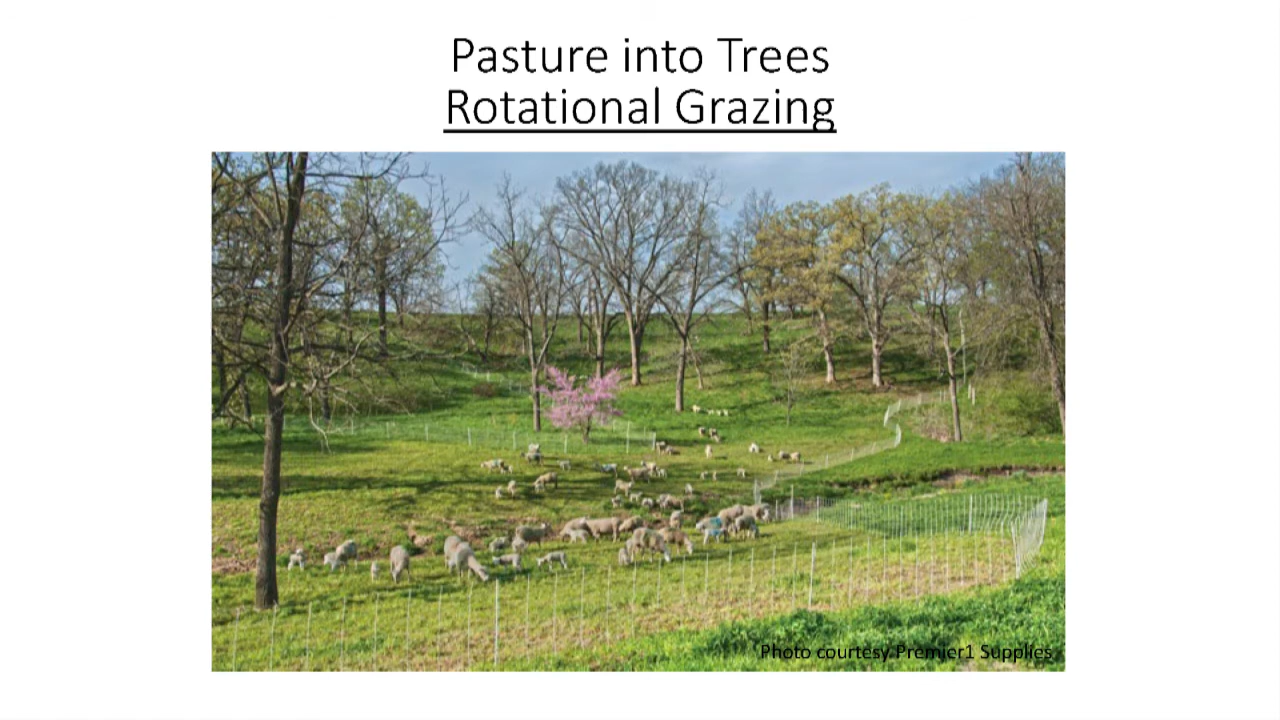 Pasture into Trees
Rotational Grazing
Photo courtesy Premier1 Supplies